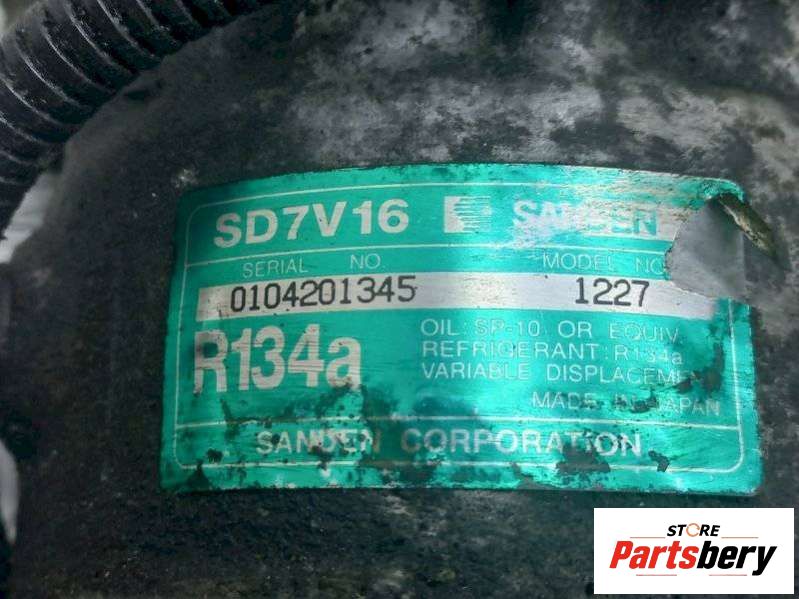 SD7V16 SANDEN
SERIAL NO. MODEL NO.
0104201345 1227
R134a
OIL: SP-10 OR EQUIV.
REFRIGERANT: R134a
VARIABLE DISPLACEMENT
MADE IN JAPAN
SANDEN CORPORATION
STORE
Partsbery